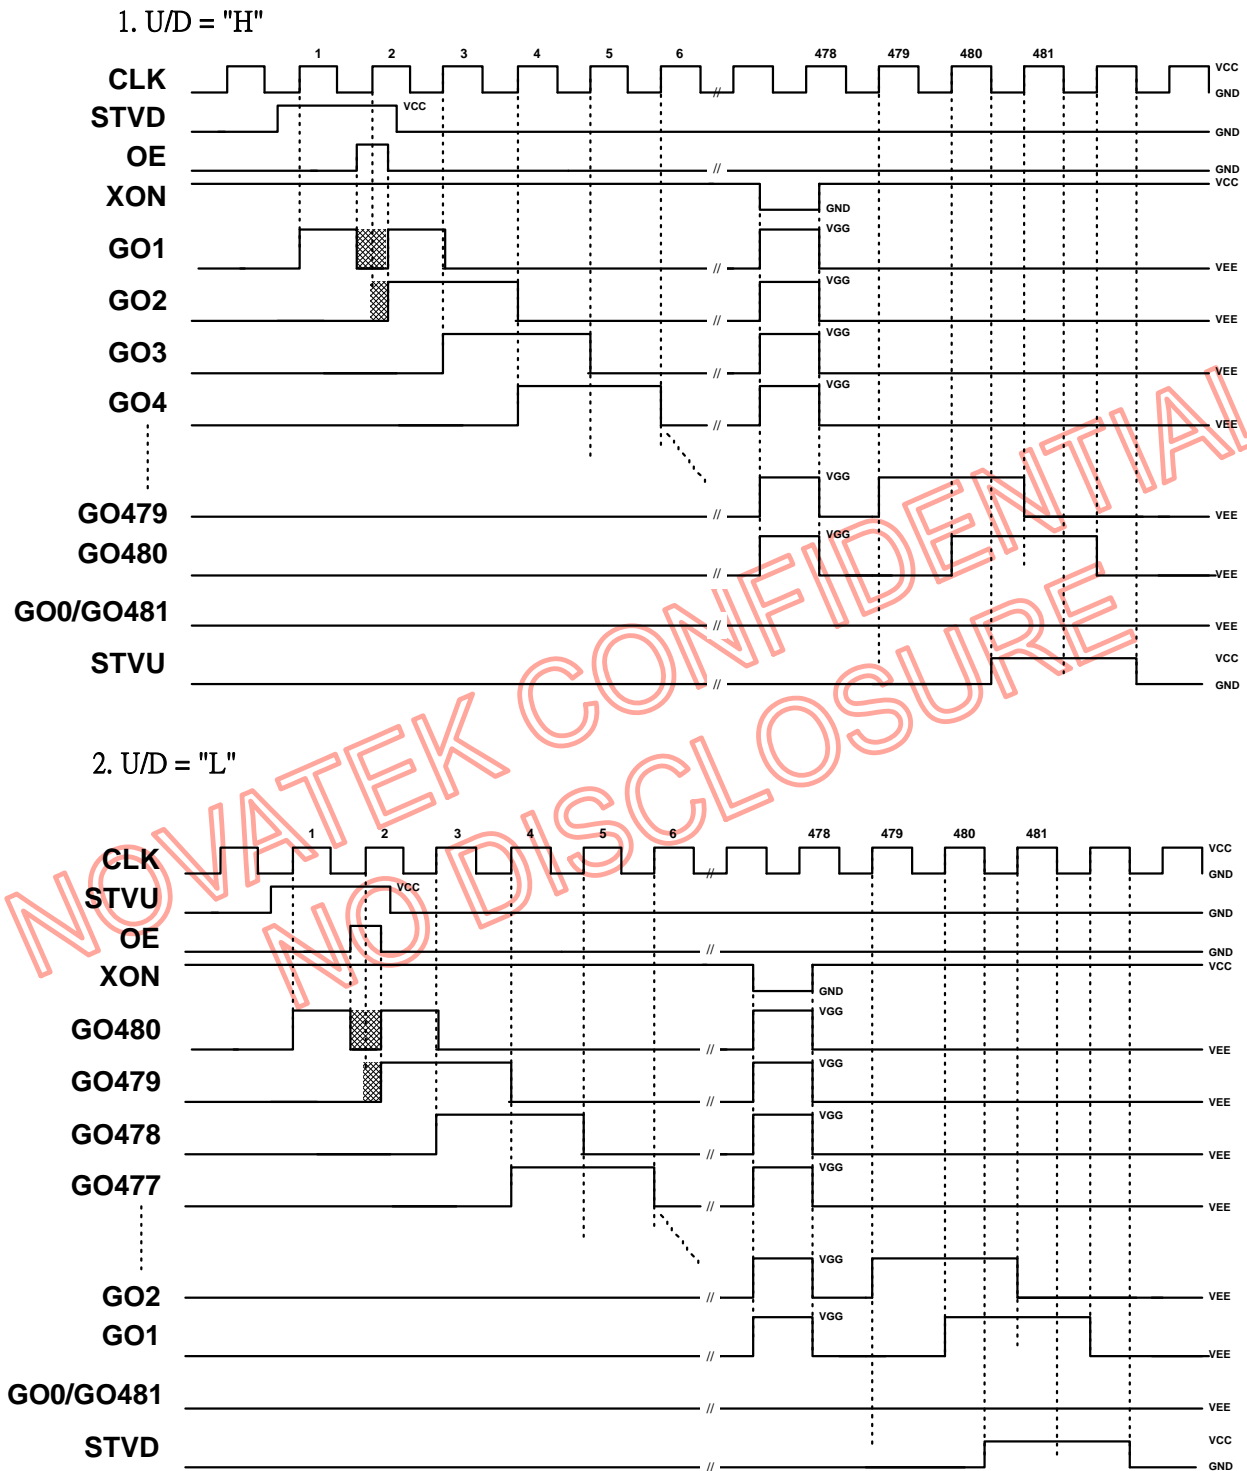 1. U/D = "H"
1 2 3 4 5 6 478 479 480 481
CLK VCC
GND
STVD VCC
GND
OE // GND
XON VCC
GND
GO1 VGG
// VEE
GO2 VGG
// VEE
GO3 VGG
// VEE
GO4 VGG
// VEE
GO479 VGG
// VEE
GO480 VGG
// VEE
GO0/GO481 // VEE
STVU VCC
// GND
NOVATEK CONFIDENTIAL
NO DISCLOSURE
2. U/D = "L"
1 2 3 4 5 6 478 479 480 481
CLK VCC
// GND
STVU VCC
GND
OE // GND
XON VCC
GND
GO480 VGG
// VEE
GO479 VGG
// VEE
GO478 VGG
// VEE
GO477 VGG
// VEE
GO2 VGG
// VEE
GO1 VGG
// VEE
GO0/GO481 // VEE
STVD VCC
// GND